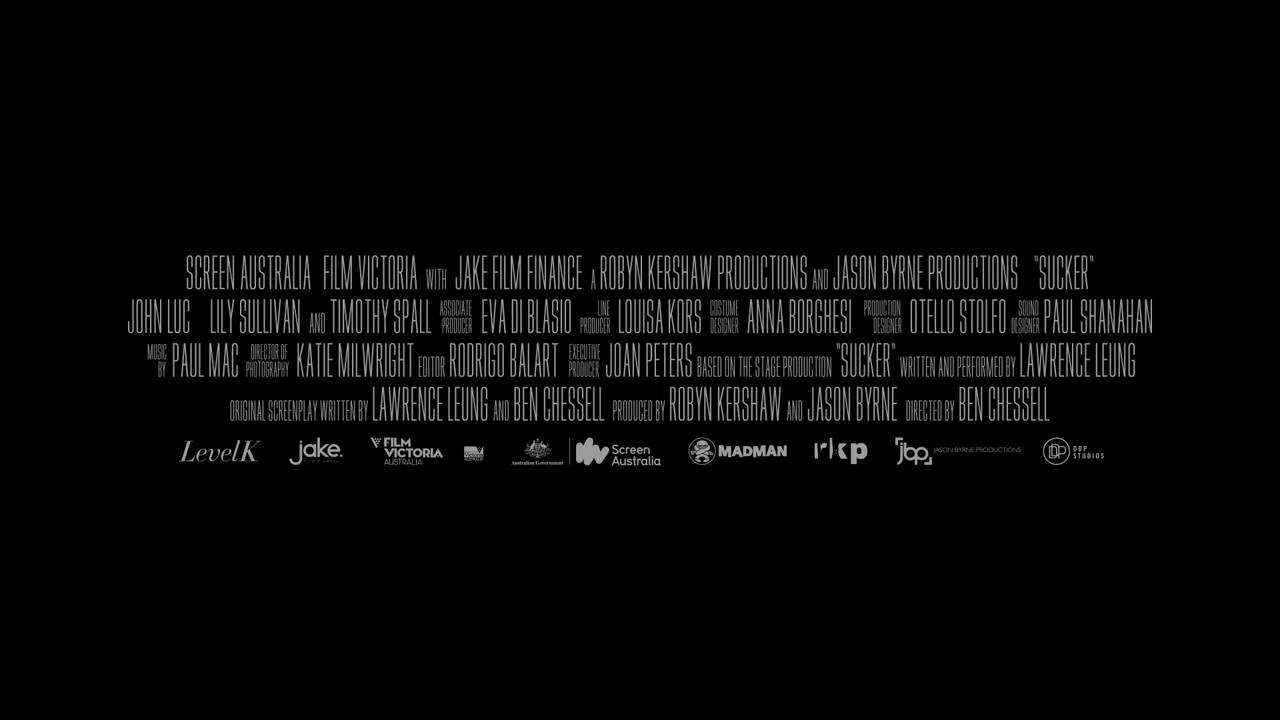 SCREEN AUSTRALIA FILM VICTORIA WITH JAKE FILM FINANCE A ROBYN KERSHAW PRODUCTIONS AND JASON BYRNE PRODUCTIONS "SUCKER"
JOHN LUC LILY SULLIVAN AND TIMOTHY SPALL ASSOCIATE PRODUCER EVA DI BLASIO LINE PRODUCER LOUISA KORS COSTUME DESIGNER ANNA BORGHESI PRODUCTION DESIGNER OTELLO STOLFO SOUND DESIGNER PAUL SHANAHAN
MUSIC BY PAUL MAC DIRECTOR OF PHOTOGRAPHY KATIE MILWRIGHT EDITOR RODRIGO BALART EXECUTIVE PRODUCER JOAN PETERS BASED ON THE STAGE PRODUCTION "SUCKER" WRITTEN AND PERFORMED BY LAWRENCE LEUNG
ORIGINAL SCREENPLAY WRITTEN BY LAWRENCE LEUNG AND BEN CHESSELL PRODUCED BY ROBYN KERSHAW AND JASON BYRNE DIRECTED BY BEN CHESSELL
LevelK jake. FILM VICTORIA AUSTRALIA Australian Government Screen Australia MADMAN rkp jbp JASON BYRNE PRODUCTIONS DDP STUDIOS